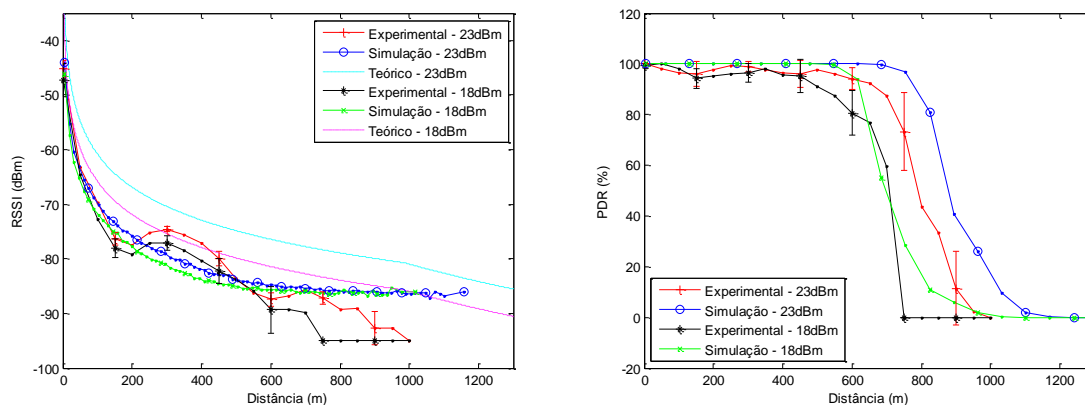 -40
-50
-60
-70
-80
-90
-100
0
200
400
600
800
1000
1200
RSSI (dBm)
Distância (m)
Experimental - 23dBm
Simulação - 23dBm
Teórico - 23dBm
Experimental - 18dBm
Simulação - 18dBm
Teórico - 18dBm
120
100
80
60
40
20
0
-20
0
200
400
600
800
1000
1200
PDR (%)
Distância (m)
Experimental - 23dBm
Simulação - 23dBm
Experimental - 18dBm
Simulação - 18dBm